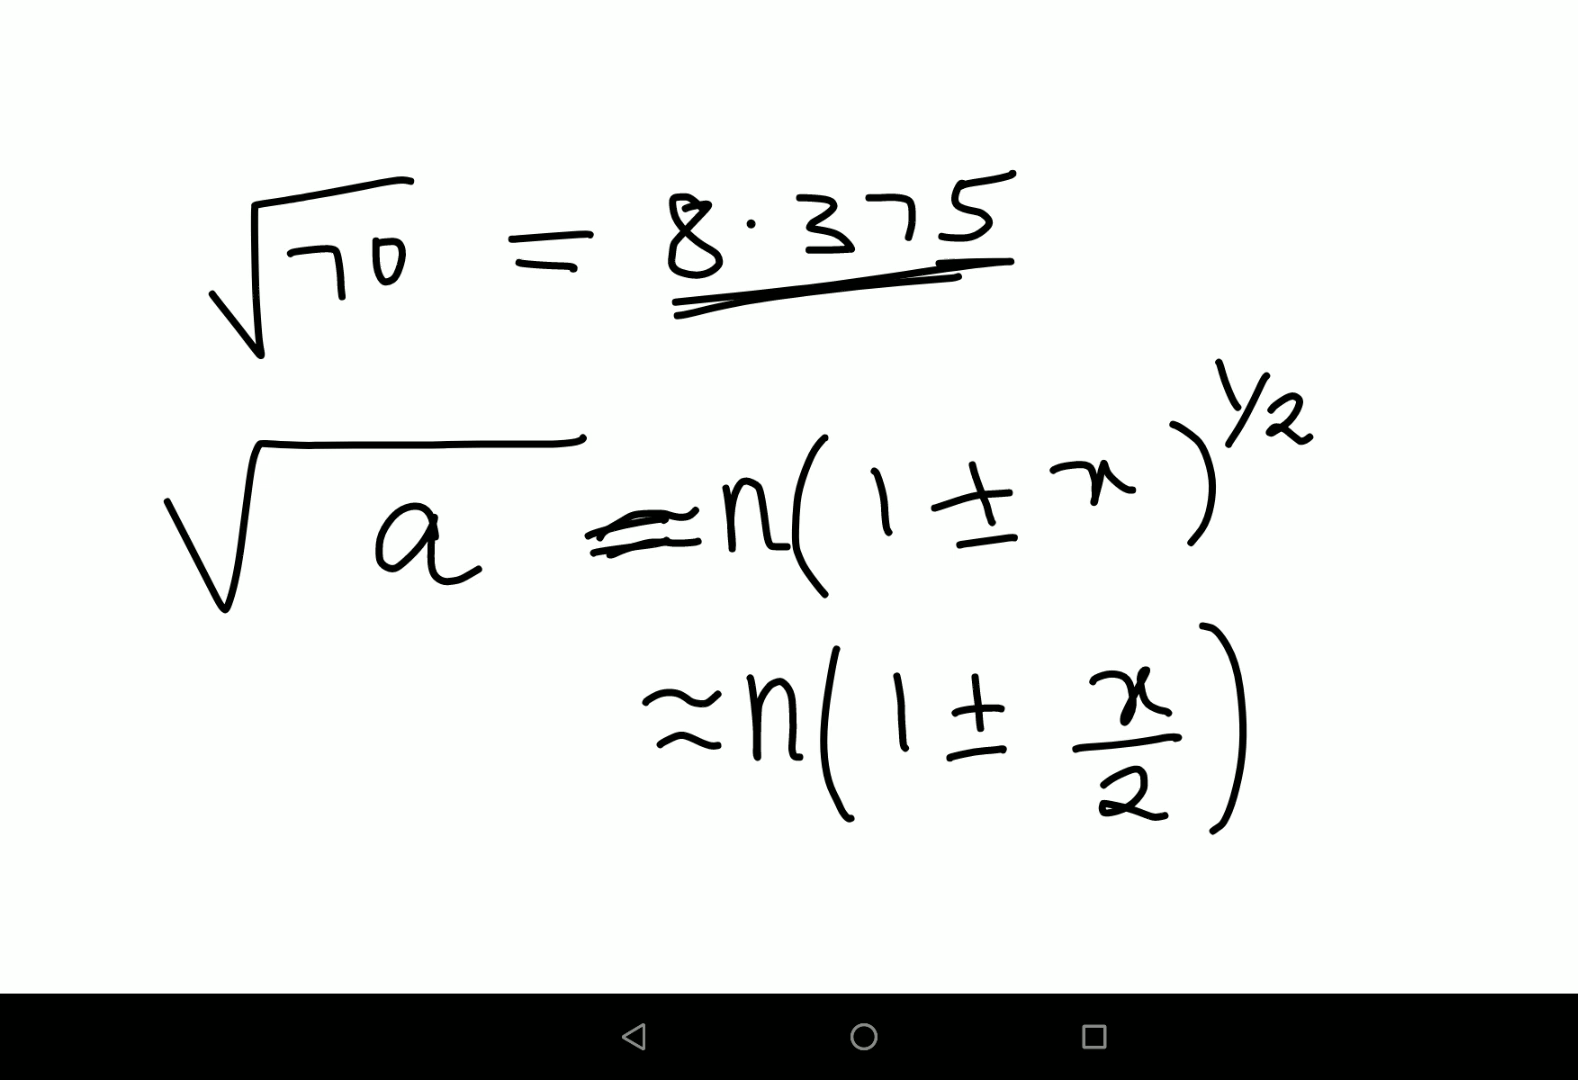 √70 = 8.375
√a = n(1 ± x)^1/2
≈ n(1 ± x/2)